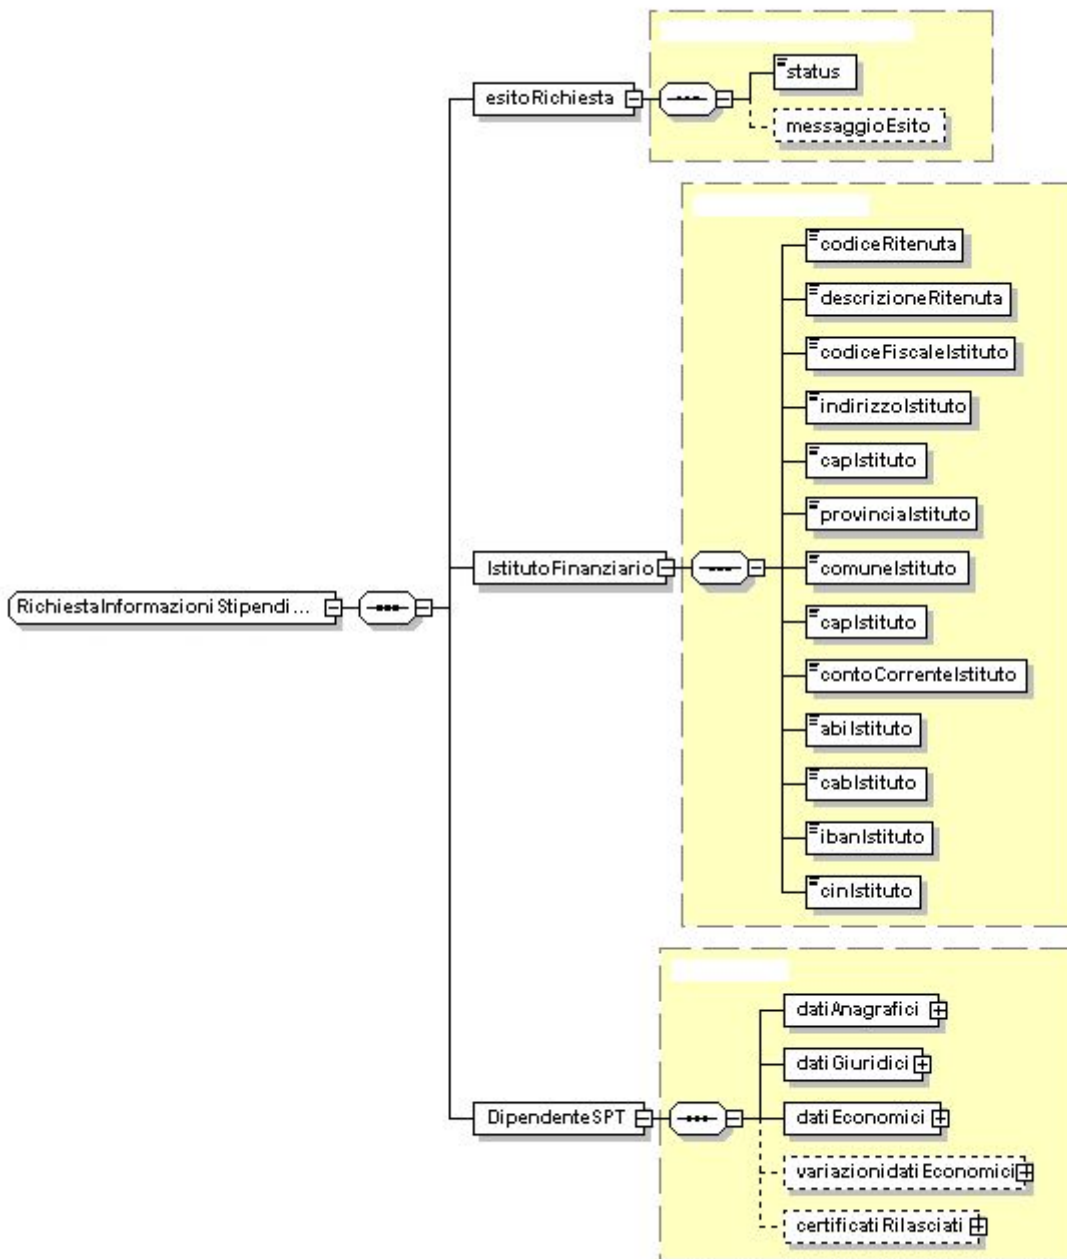 status
esitoRichiesta
messaggioEsito
codiceRitenuta
descrizioneRitenuta
codiceFiscaleIstituto
indirizzoIstituto
capIstituto
provinciaIstituto
IstitutoFinanziario
comuneIstituto
RichiestaInformazioniStipendi...
capIstituto
contoCorrenteIstituto
abiIstituto
cabIstituto
ibanIstituto
cinIstituto
datiAnagrafici
datiGiuridici
DipendenteSPT
datiEconomici
variazionidatiEconomici
certificatiRilasciati